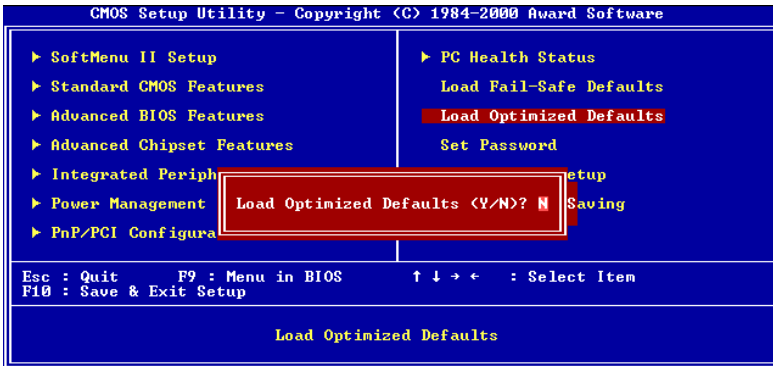 CMOS Setup Utility - Copyright (C) 1984-2000 Award Software
SoftMenu II Setup
Standard CMOS Features
Advanced BIOS Features
Advanced Chipset Features
Integrated Periph
Power Management
PnP/PCI Configura
PC Health Status
Load Fail-Safe Defaults
Load Optimized Defaults
Set Password
etup
Saving
Load Optimized Defaults (Y/N)? N
Esc : Quit F9 : Menu in BIOS ↑ ↓ → ← : Select Item
F10 : Save & Exit Setup
Load Optimized Defaults